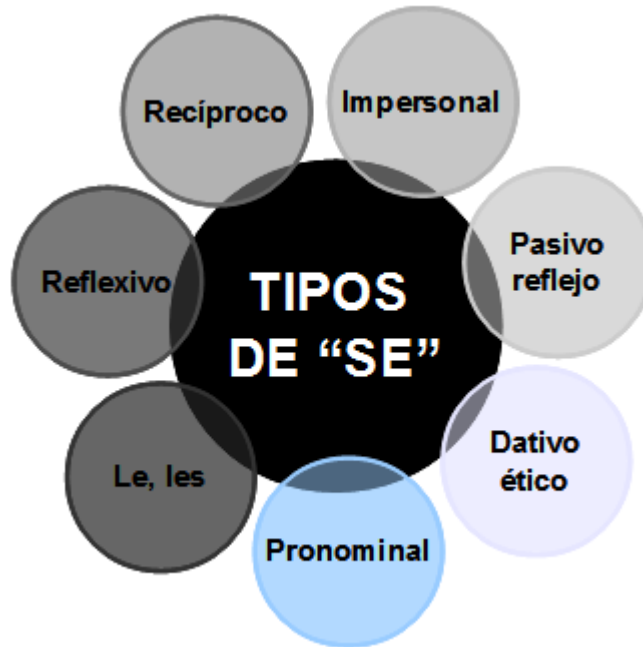 TIPOS
DE “SE”
Impersonal
Pasivo
reflejo
Dativo
ético
Pronominal
Le, les
Reflexivo
Recíproco